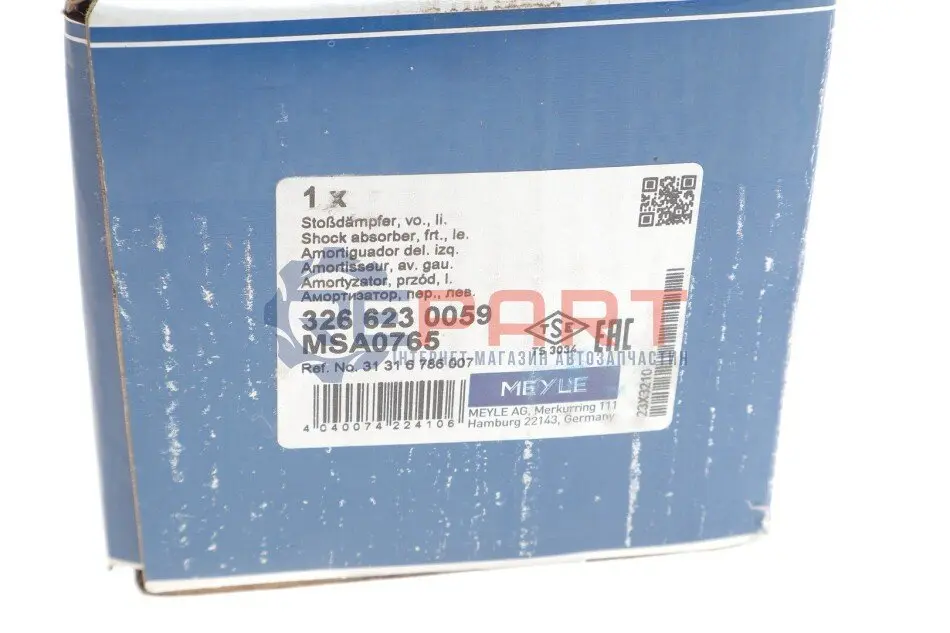 1 x
Stoßdämpfer, vo., li.
Shock absorber, frt., le.
Amortiguador del. izq.
Amortisseur, av. gau.
Amortyzator, przód, l.
Амортизатор, пер., лев.
326 623 0059
MSA0765
Ref. No. 31 31 6 786 007
PART
ІНТЕРНЕТ-МАГАЗИН АВТОЗАПЧАСТИН
TSE
TS 3034
EAC
MEYLE
MEYLE AG, Merkurring 111
Hamburg 22143, Germany
4 040074 224106
23X3210